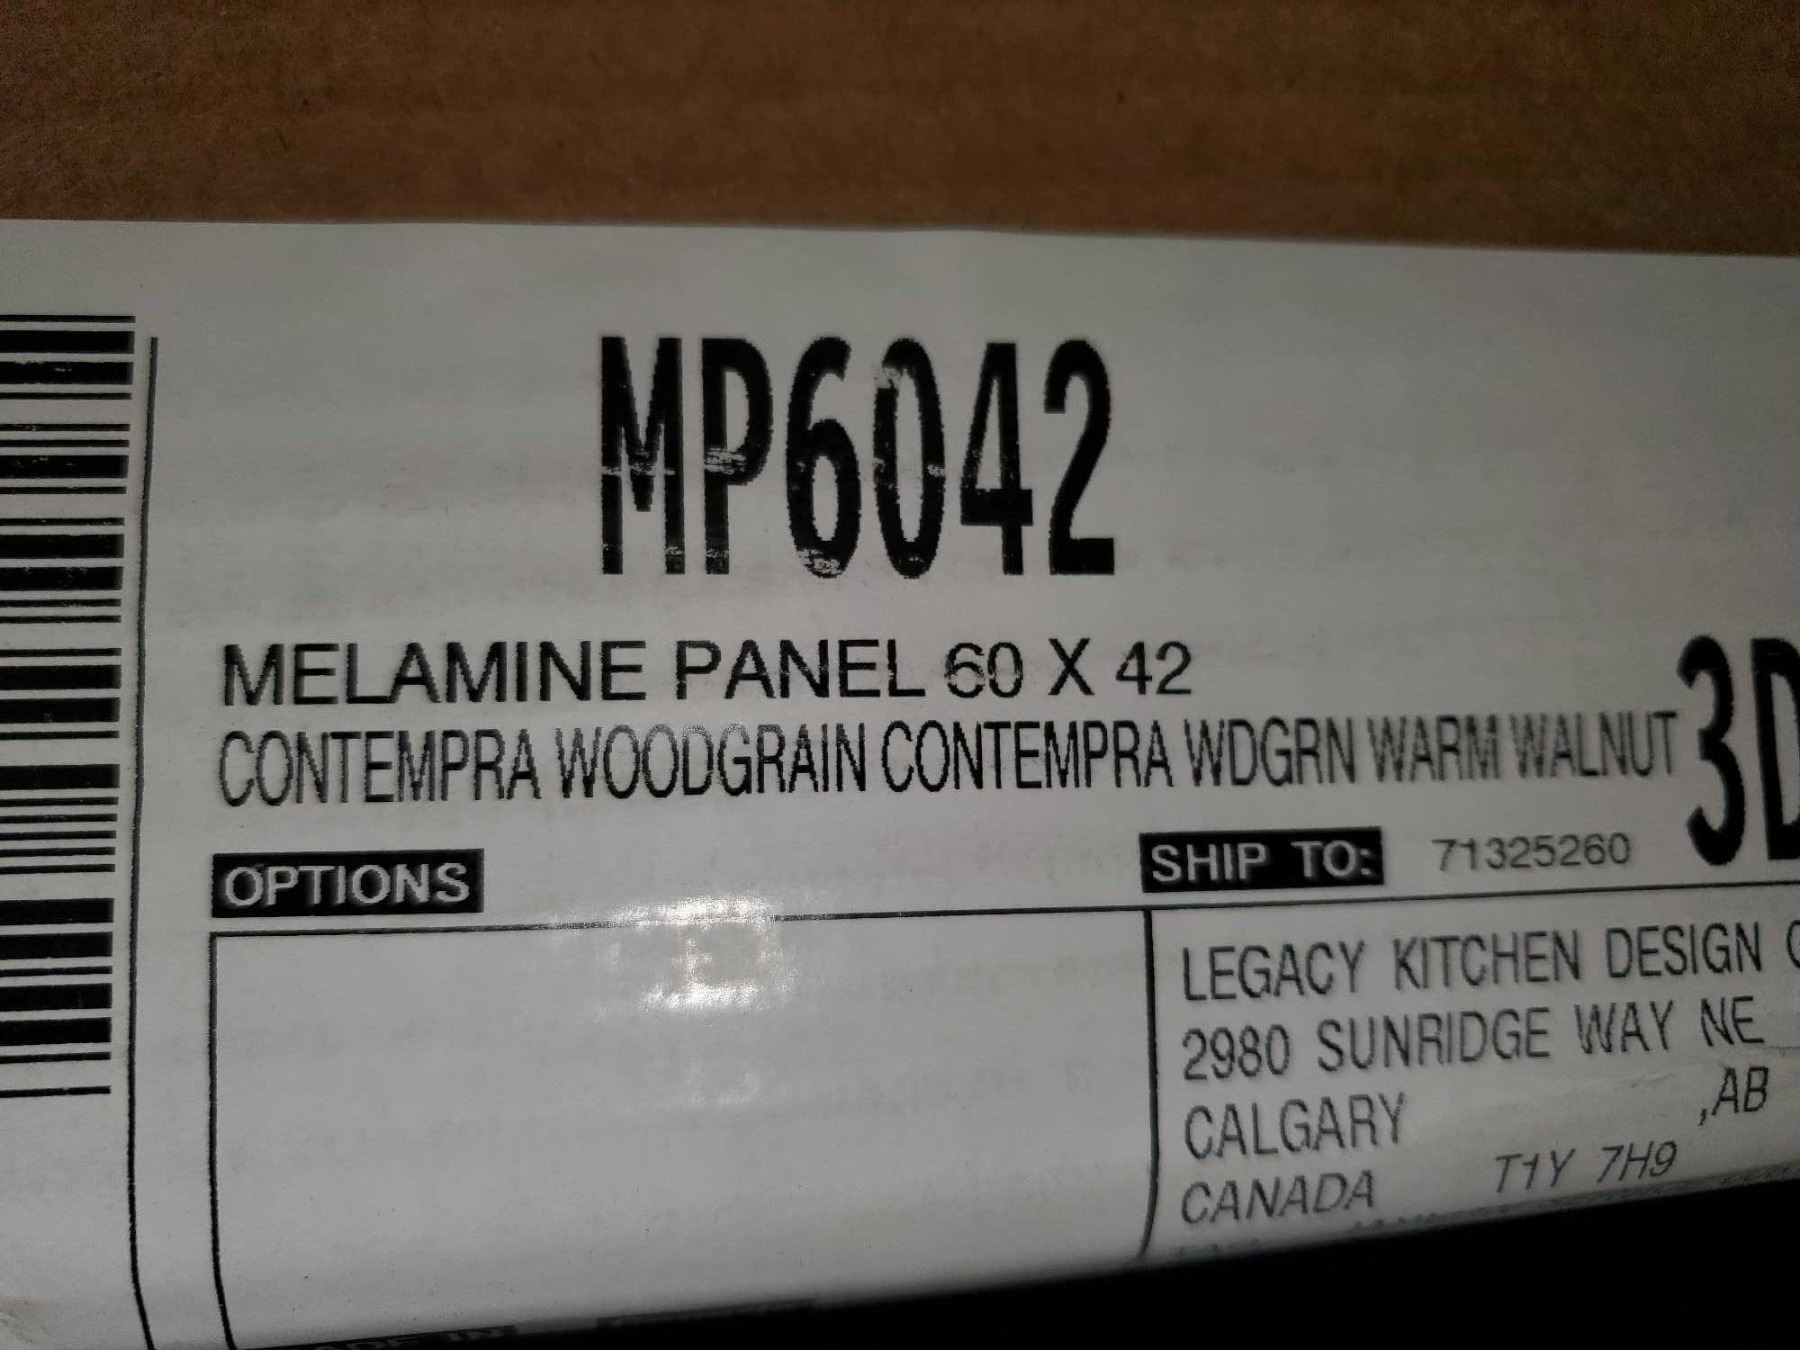 MP6042
MELAMINE PANEL 60 X 42
CONTEMPRA WOODGRAIN CONTEMPRA WDGRN WARM WALNUT
3D
OPTIONS
SHIP TO: 71325260
LEGACY KITCHEN DESIGN
2980 SUNRIDGE WAY NE
CALGARY ,AB
CANADA T1Y 7H9